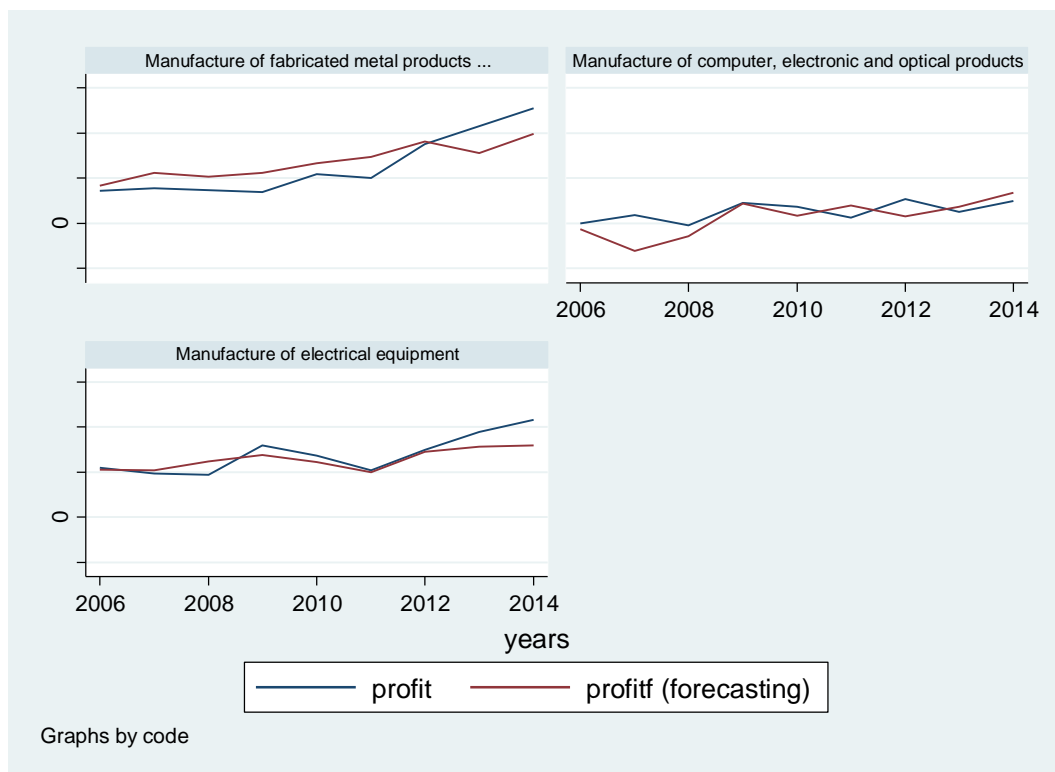 Manufacture of fabricated metal products ...
Manufacture of computer, electronic and optical products
0
2006 2008 2010 2012 2014
Manufacture of electrical equipment
0
2006 2008 2010 2012 2014
years
profit profitf (forecasting)
Graphs by code